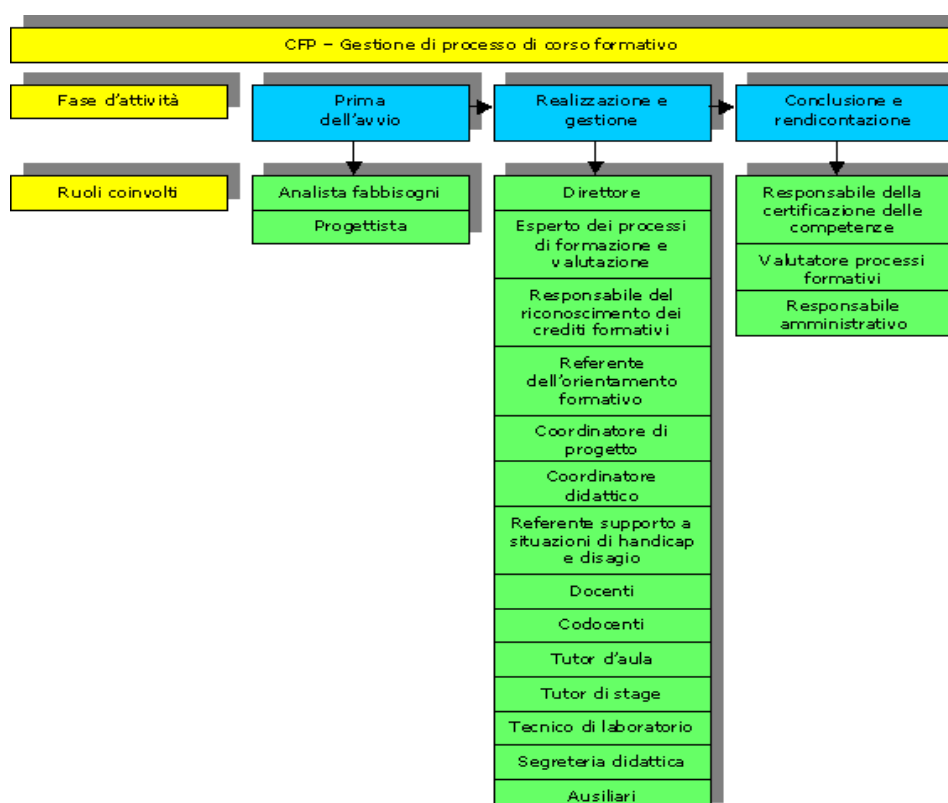 CFP – Gestione di processo di corso formativo
Fase d'attività
Prima
dell'avvio
Realizzazione e
gestione
Conclusione e
rendicontazione
Ruoli coinvolti
Analista fabbisogni
Progettista
Direttore
Esperto dei processi
di formazione e
valutazione
Responsabile del
riconoscimento dei
crediti formativi
Referente
dell'orientamento
formativo
Coordinatore di
progetto
Coordinatore
didattico
Referente supporto a
situazioni di handicap
e disagio
Docenti
Codocenti
Tutor d'aula
Tutor di stage
Tecnico di laboratorio
Segreteria didattica
Ausiliari
Responsabile della
certificazione delle
competenze
Valutatore processi
formativi
Responsabile
amministrativo